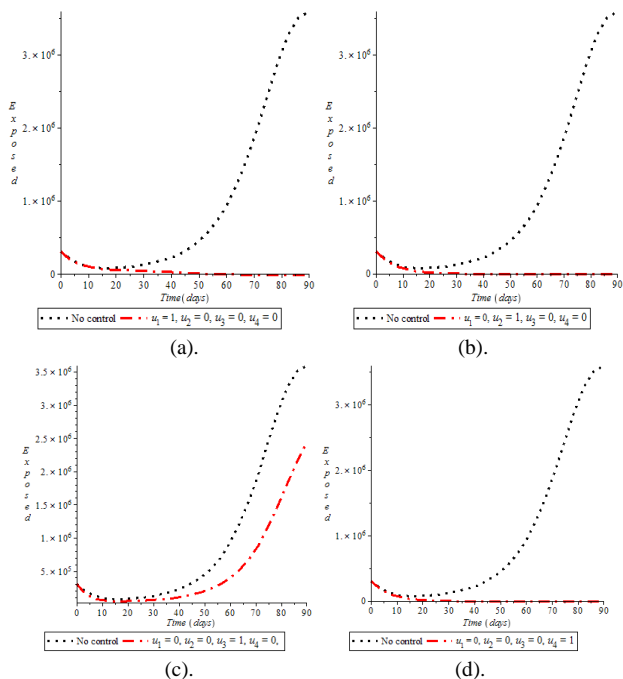 Exposed
3. × 10⁶
2. × 10⁶
1. × 10⁶
0
0 10 20 30 40 50 60 70 80 90
Time (days)
No control u₁ = 1, u₂ = 0, u₃ = 0, u₄ = 0
(a).
Exposed
3. × 10⁶
2. × 10⁶
1. × 10⁶
0
0 10 20 30 40 50 60 70 80 90
Time (days)
No control u₁ = 0, u₂ = 1, u₃ = 0, u₄ = 0
(b).
Exposed
3.5 × 10⁶
3. × 10⁶
2.5 × 10⁶
2. × 10⁶
1.5 × 10⁶
1. × 10⁶
5. × 10⁵
0 10 20 30 40 50 60 70 80 90
Time (days)
No control u₁ = 0, u₂ = 0, u₃ = 1, u₄ = 0,
(c).
Exposed
3. × 10⁶
2. × 10⁶
1. × 10⁶
0
0 10 20 30 40 50 60 70 80 90
Time (days)
No control u₁ = 0, u₂ = 0, u₃ = 0, u₄ = 1
(d).